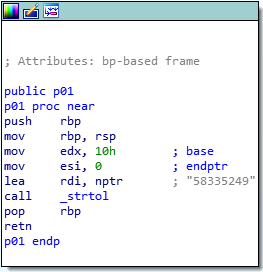 ; Attributes: bp-based frame
public p01
p01 proc near
push rbp
mov rbp, rsp
mov edx, 10h ; base
mov esi, 0 ; endptr
lea rdi, nptr ; "58335249"
call _strtol
pop rbp
retn
p01 endp